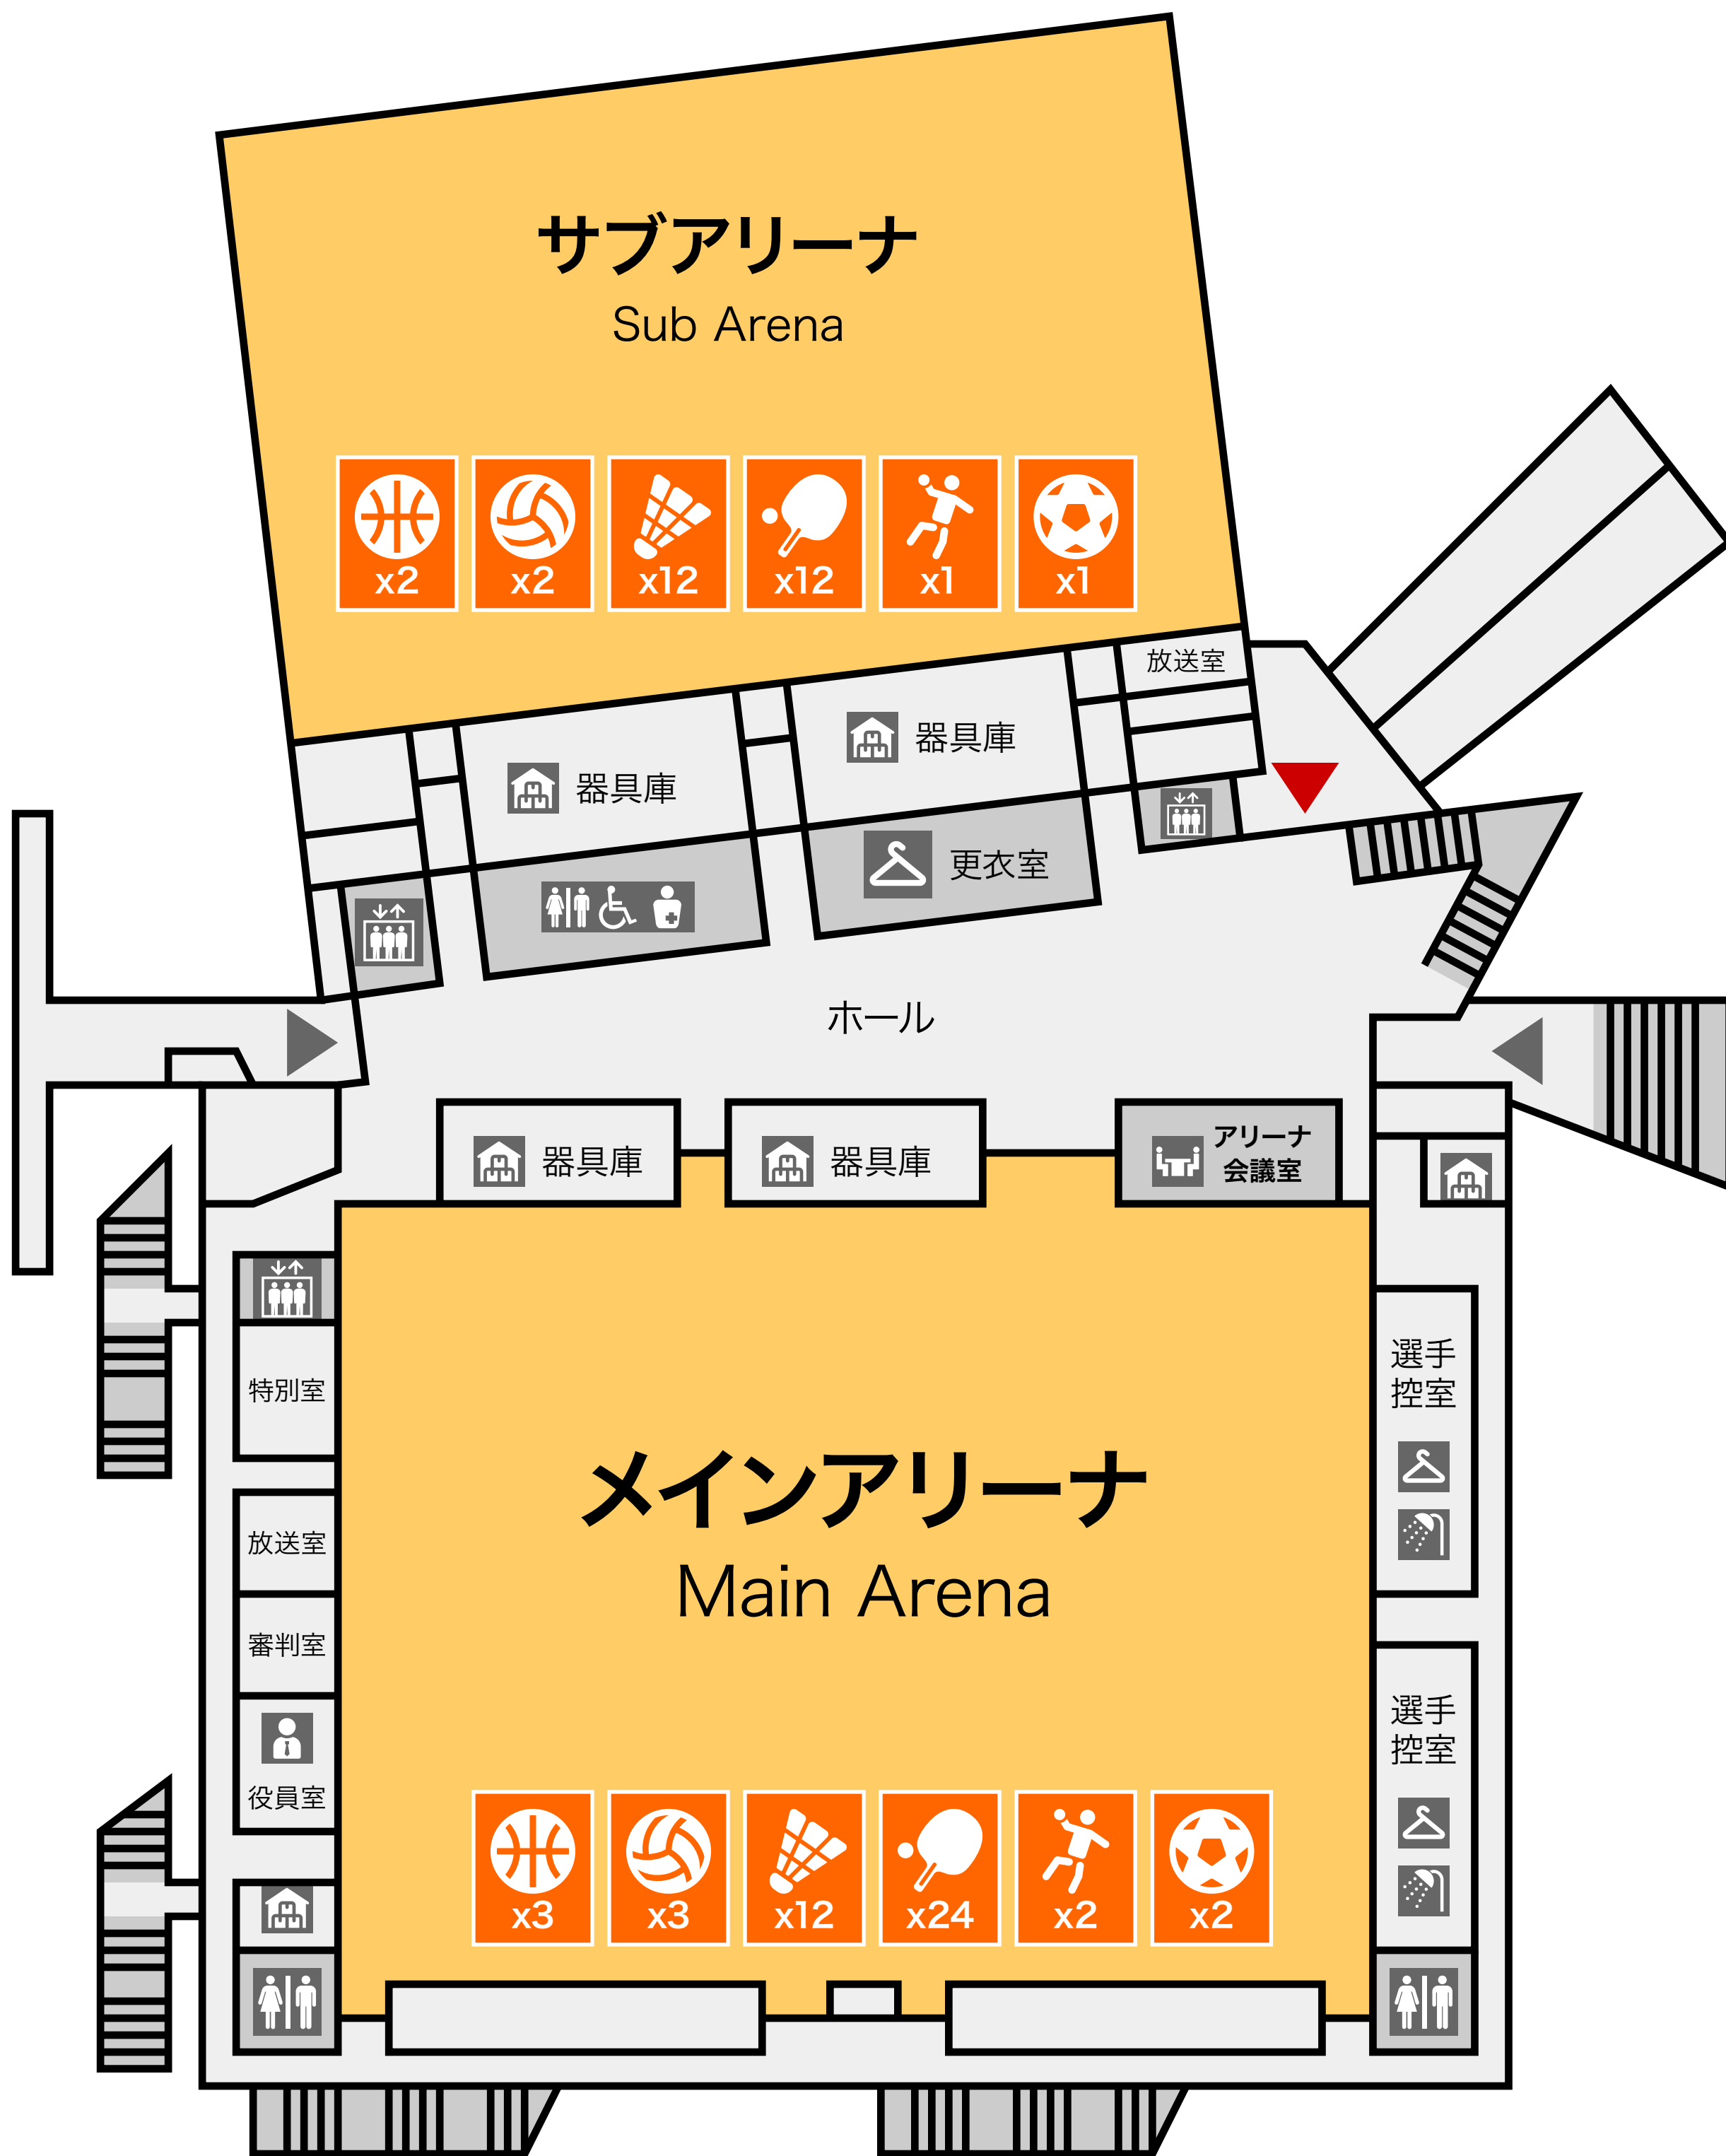 サブアリーナ
Sub Arena
x2
x2
x12
x12
x1
x1
放送室
器具庫
器具庫
更衣室
ホール
器具庫
器具庫
アリーナ
会議室
特別室
放送室
審判室
役員室
メインアリーナ
Main Arena
選手
控室
選手
控室
x3
x3
x12
x24
x2
x2